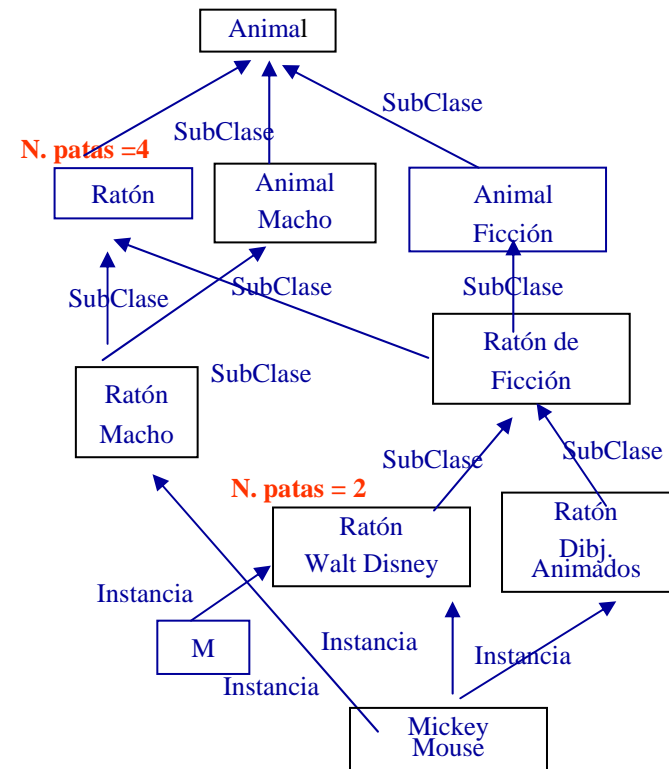 Animal
SubClase
SubClase
N. patas =4
Ratón
Animal
Macho
Animal
Ficción
SubClase
SubClase
SubClase
Ratón de
Ficción
SubClase
Ratón
Macho
SubClase
SubClase
N. patas = 2
Ratón
Walt Disney
Ratón
Dibj.
Animados
Instancia
M
Instancia
Instancia
Instancia
Mickey
Mouse